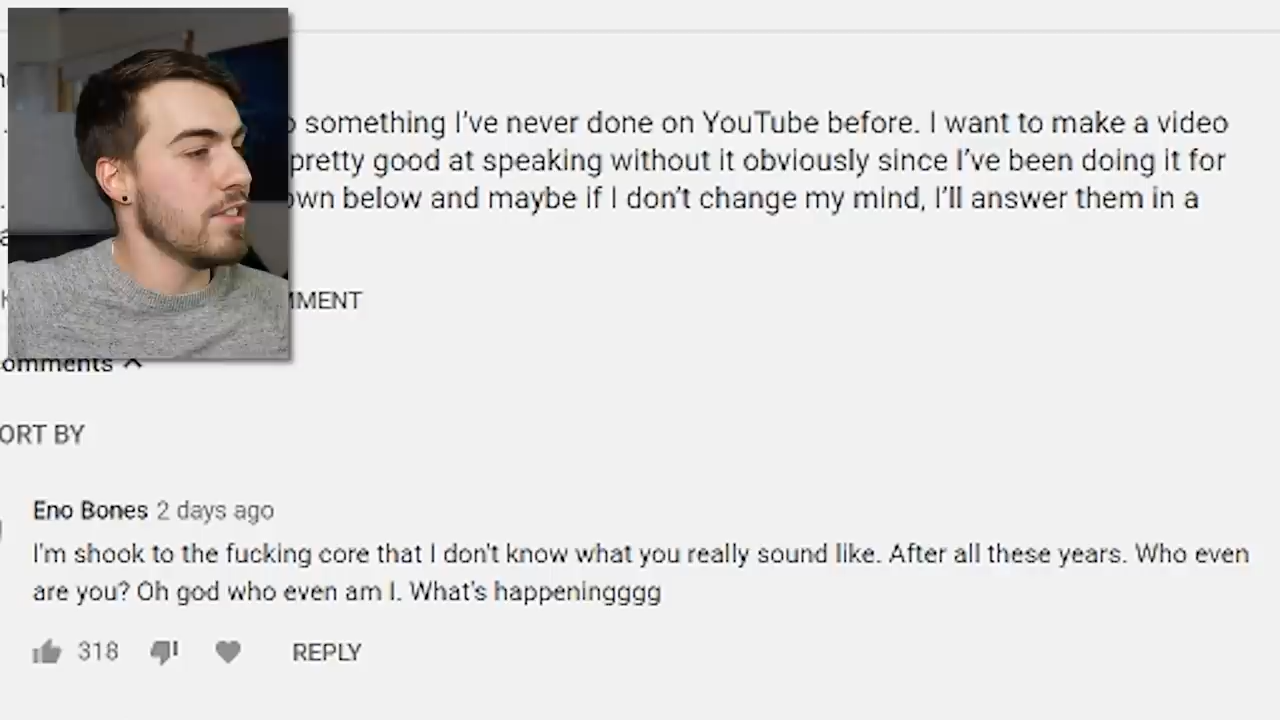 something I've never done on YouTube before. I want to make a video
pretty good at speaking without it obviously since I've been doing it for
own below and maybe if I don't change my mind, I'll answer them in a
MMENT
omments
ORT BY
Eno Bones 2 days ago
I'm shook to the fucking core that I don't know what you really sound like. After all these years. Who even
are you? Oh god who even am I. What's happeningggg
318 REPLY